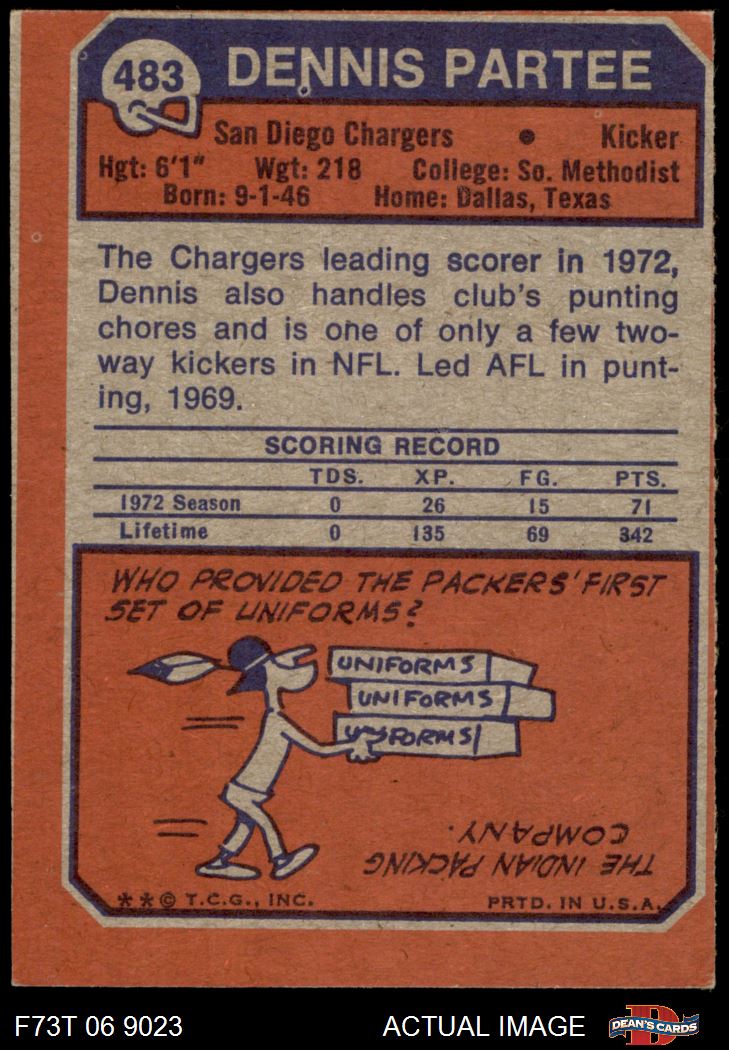 483 DENNIS PARTEE
San Diego Chargers • Kicker
Hgt: 6'1" Wgt: 218 College: So. Methodist
Born: 9-1-46 Home: Dallas, Texas
The Chargers leading scorer in 1972,
Dennis also handles club's punting
chores and is one of only a few two-
way kickers in NFL. Led AFL in punt-
ing, 1969.
SCORING RECORD
TDS. XP. FG. PTS.
1972 Season 0 26 15 71
Lifetime 0 135 69 342
WHO PROVIDED THE PACKERS' FIRST
SET OF UNIFORMS?
UNIFORMS
UNIFORMS
UNIFORMS
THE INDIAN PACKING
COMPANY.
**© T.C.G., INC. PRTD. IN U.S.A.
F73T 06 9023 ACTUAL IMAGE D DEAN'S CARDS